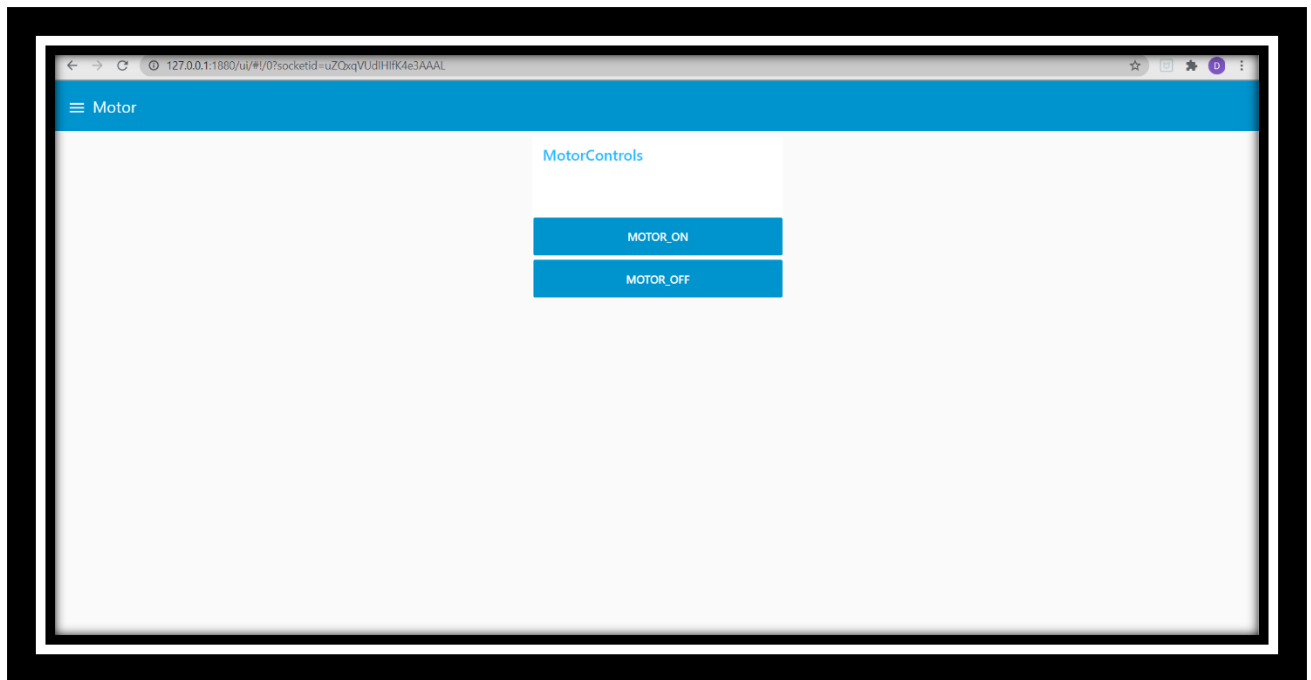 127.0.0.1:1880/ui/#!/0?socketid=uZQxqVUdIHIfK4e3AAAL
D
Motor
MotorControls
MOTOR_ON
MOTOR_OFF